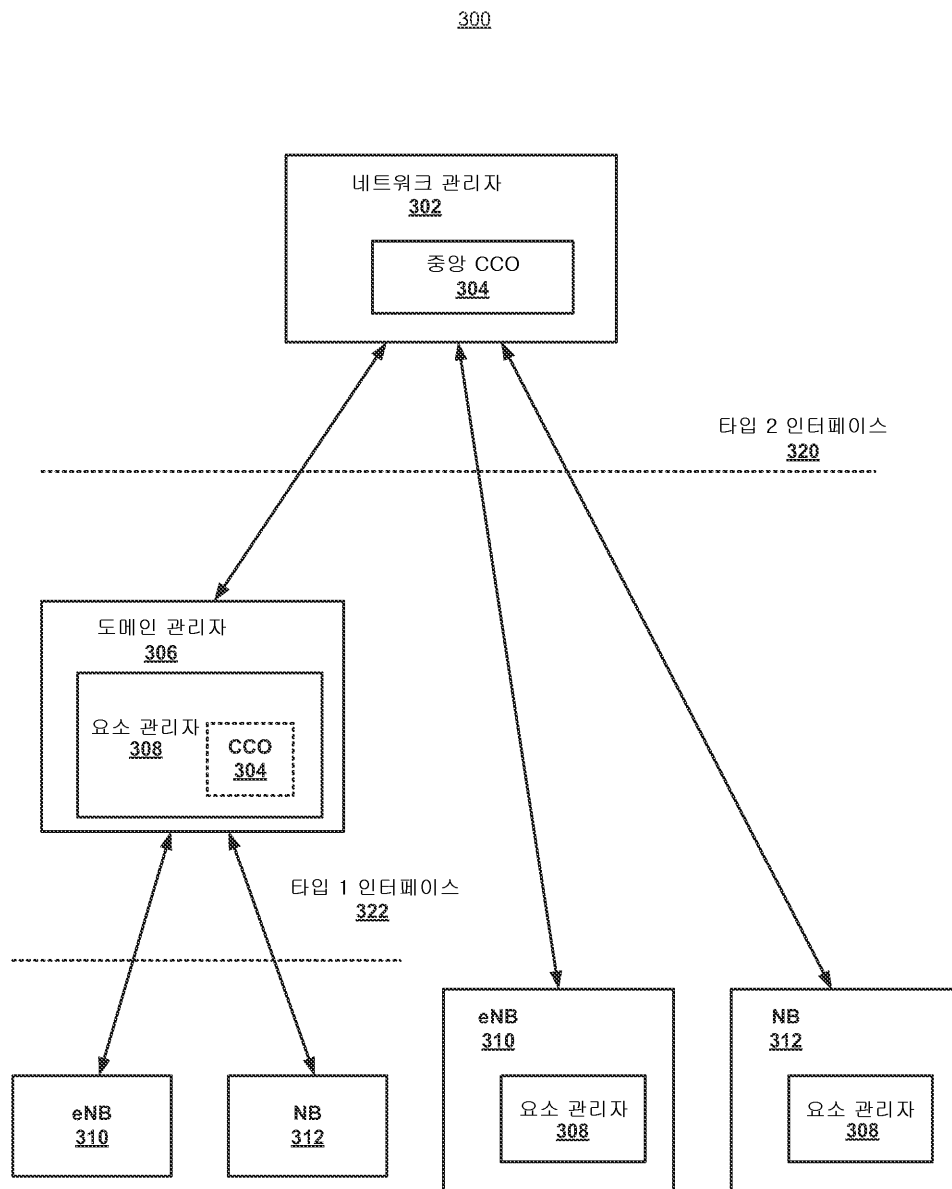 300
네트워크 관리자
302
중앙 CCO
304
타입 2 인터페이스
320
도메인 관리자
306
요소 관리자
308
CCO
304
타입 1 인터페이스
322
eNB
310
NB
312
eNB
310
요소 관리자
308
NB
312
요소 관리자
308